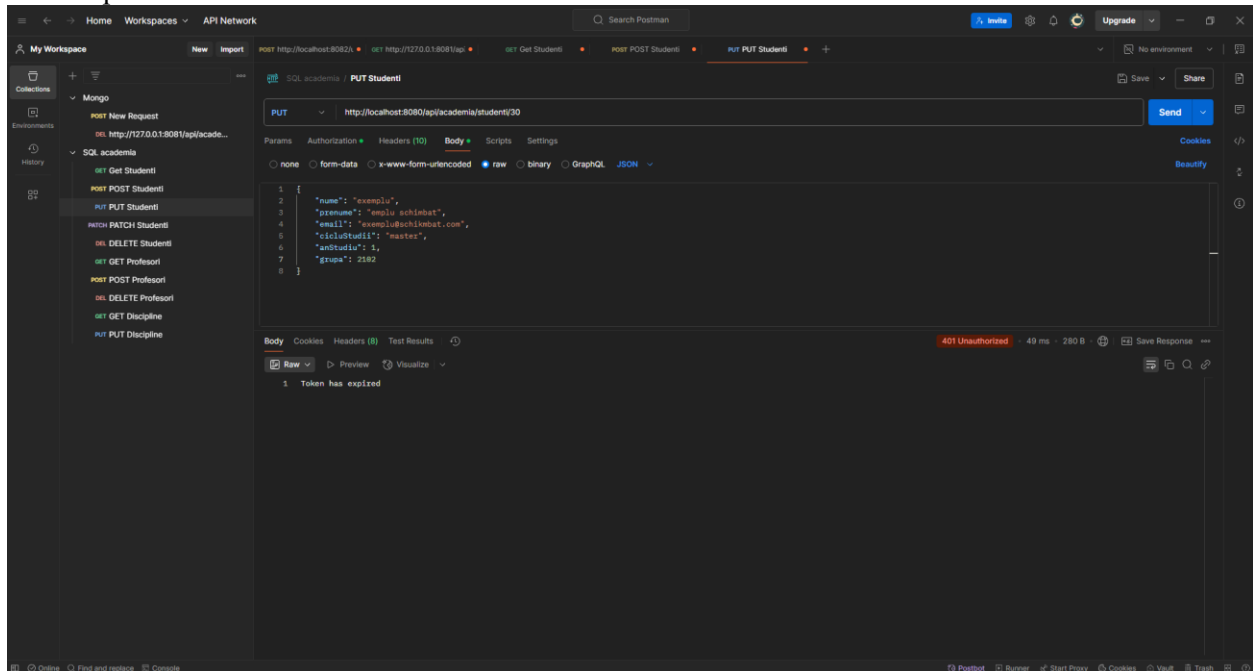 Home Workspaces API Network
Search Postman
Invite
Upgrade
My Workspace
New Import
POST http://localhost:8082/
GET http://127.0.0.1:8081/api
GET Get Studenti
POST POST Studenti
PUT PUT Studenti
No environment
Collections
Environments
History
Mongo
POST New Request
DEL http://127.0.0.1:8081/api/acade...
SQL academia
GET Get Studenti
POST POST Studenti
PUT PUT Studenti
PATCH PATCH Studenti
DEL DELETE Studenti
GET GET Profesori
POST POST Profesori
DEL DELETE Profesori
GET GET Discipline
PUT PUT Discipline
SQL academia / PUT Studenti
Save Share
PUT http://localhost:8080/api/academia/studenti/30
Send
Params Authorization Headers (10) Body Scripts Settings
Cookies
none form-data x-www-form-urlencoded raw binary GraphQL JSON
Beautify
1 {
2 "nume": "exemplu",
3 "prenume": "emplu schimbat",
4 "email": "exemplu@schikmbat.com",
5 "cicluStudii": "master",
6 "anStudiu": 1,
7 "grupa": 2102
8 }
Body Cookies Headers (8) Test Results
401 Unauthorized 49 ms 280 B Save Response
Raw Preview Visualize
1 Token has expired
Online Find and replace Console
Postbot Runner Start Proxy Cookies Vault Trash